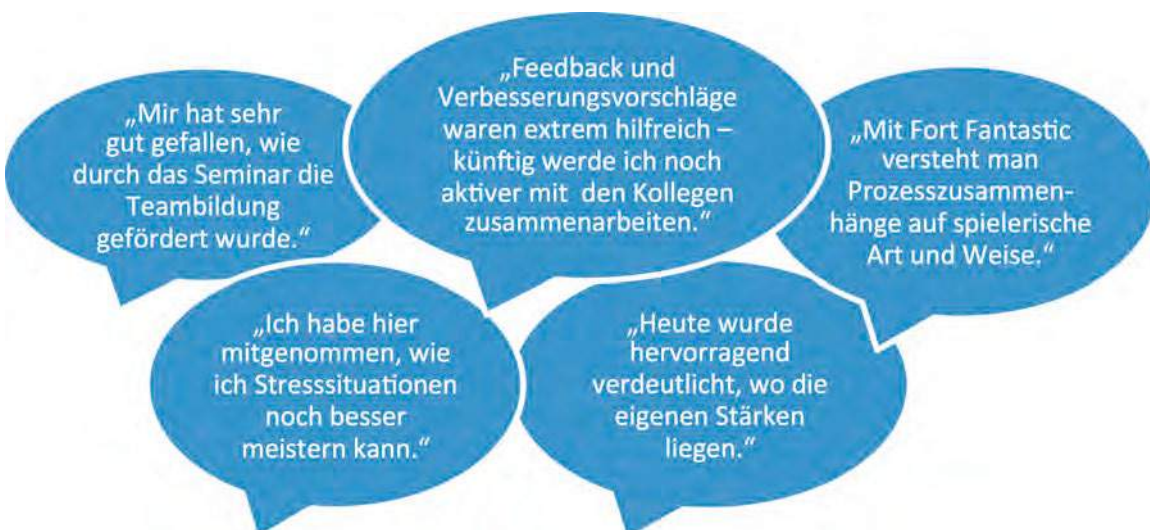 „Mir hat sehr
gut gefallen, wie
durch das Seminar die
Teambildung
gefördert wurde.“
„Feedback und
Verbesserungsvorschläge
waren extrem hilfreich –
künftig werde ich noch
aktiver mit den Kollegen
zusammenarbeiten.“
„Mit Fort Fantastic
versteht man
Prozesszusammen-
hänge auf spielerische
Art und Weise.“
„Ich habe hier
mitgenommen, wie
ich Stresssituationen
noch besser
meistern kann.“
„Heute wurde
hervorragend
verdeutlicht, wo die
eigenen Stärken
liegen.“